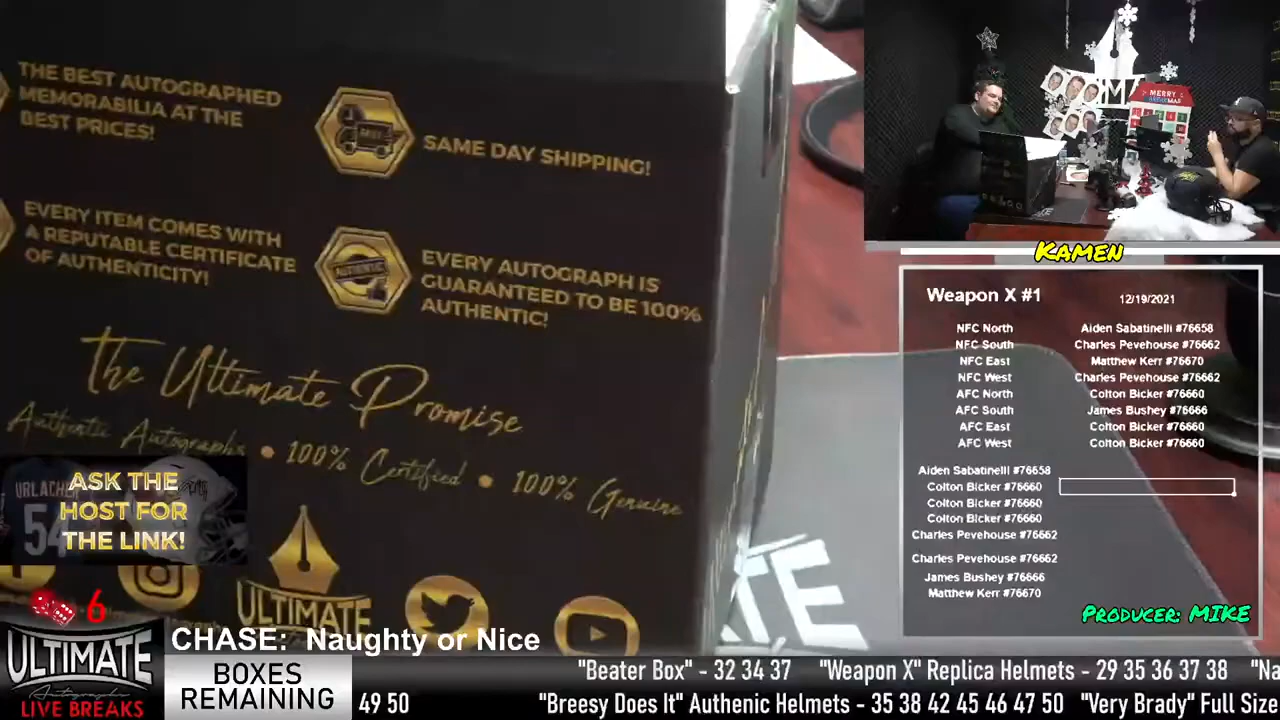 THE BEST AUTOGRAPHED
MEMORABILIA AT THE
BEST PRICES!
SAME DAY SHIPPING!
EVERY ITEM COMES WITH
A REPUTABLE CERTIFICATE
OF AUTHENTICITY!
AUTHENTIC
EVERY AUTOGRAPH IS
GUARANTEED TO BE 100%
AUTHENTIC!
The Ultimate Promise
Authentic Autographs • 100% Certified • 100% Genuine
ULTIMATE
URLACHER
54
ASK THE
HOST FOR
THE LINK!
MERRY
Kamen
Weapon X #1
12/19/2021
NFC North Aiden Sabatinelli #76658
NFC South Charles Pevehouse #76662
NFC East Matthew Kerr #76670
NFC West Charles Pevehouse #76662
AFC North Colton Bicker #76660
AFC South James Bushey #76666
AFC East Colton Bicker #76660
AFC West Colton Bicker #76660
Aiden Sabatinelli #76658
Colton Bicker #76660
Colton Bicker #76660
Colton Bicker #76660
Charles Pevehouse #76662
Charles Pevehouse #76662
James Bushey #76666
Matthew Kerr #76670
Producer: MIKE
6
ULTIMATE
Autographs
LIVE BREAKS
CHASE: Naughty or Nice
BOXES
REMAINING
"Beater Box" - 32 34 37 "Weapon X" Replica Helmets - 29 35 36 37 38 "Na
49 50 "Breesy Does It" Authenic Helmets - 35 38 42 45 46 47 50 "Very Brady" Full Size